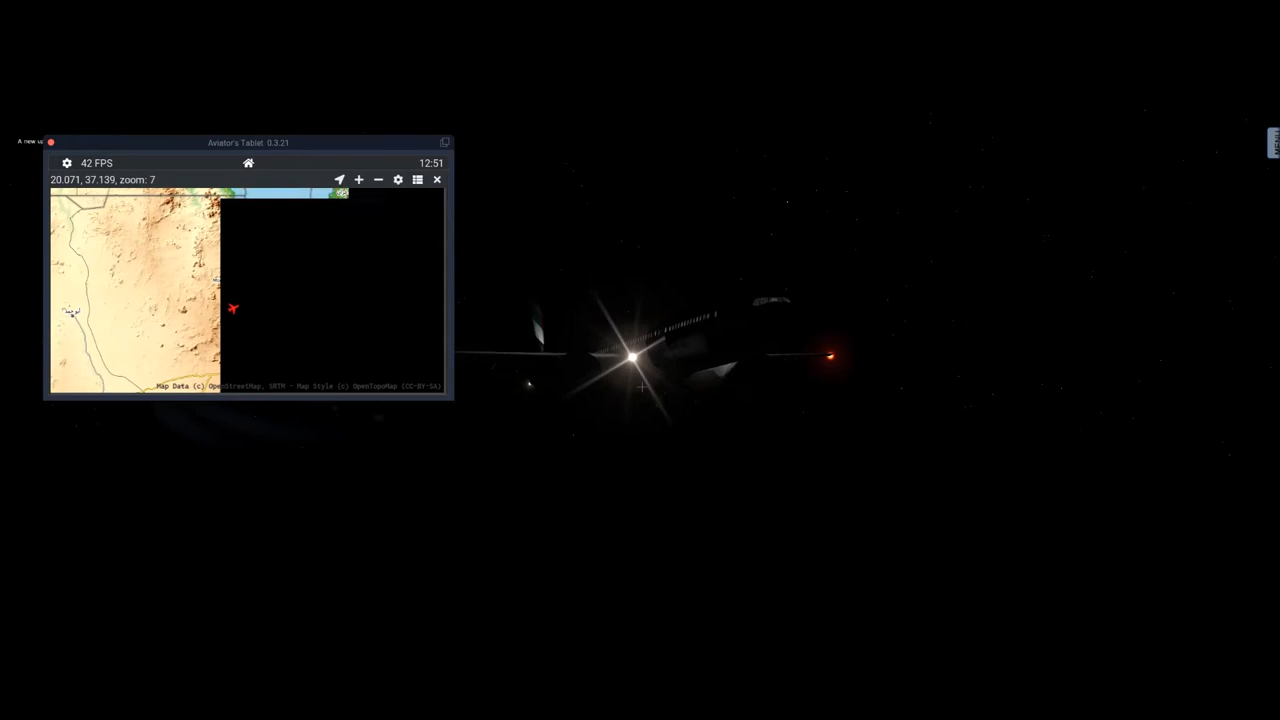 A new u
Aviator's Tablet 0.3.21
42 FPS
12:51
20.071, 37.139, zoom: 7
Map Data (c) OpenStreetMap, SRTM - Map Style (c) OpenTopoMap (CC-BY-SA)